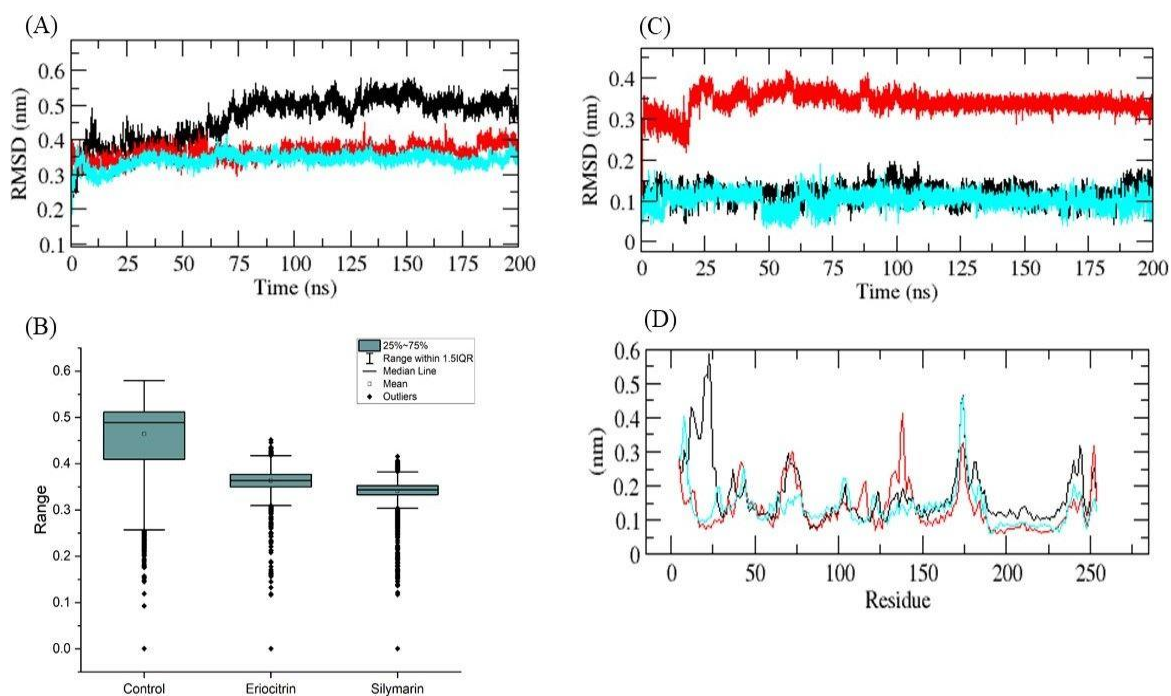 (A)
RMSD (nm)
0.6
0.5
0.4
0.3
0.2
0.1
0 25 50 75 100 125 150 175 200
Time (ns)
(C)
RMSD (nm)
0.4
0.3
0.2
0.1
0
0 25 50 75 100 125 150 175 200
Time (ns)
(B)
Range
0.6
0.5
0.4
0.3
0.2
0.1
0.0
25%~75%
Range within 1.5IQR
Median Line
Mean
Outliers
Control Eriocitrin Silymarin
(D)
(nm)
0.6
0.5
0.4
0.3
0.2
0.1
0
0 50 100 150 200 250
Residue